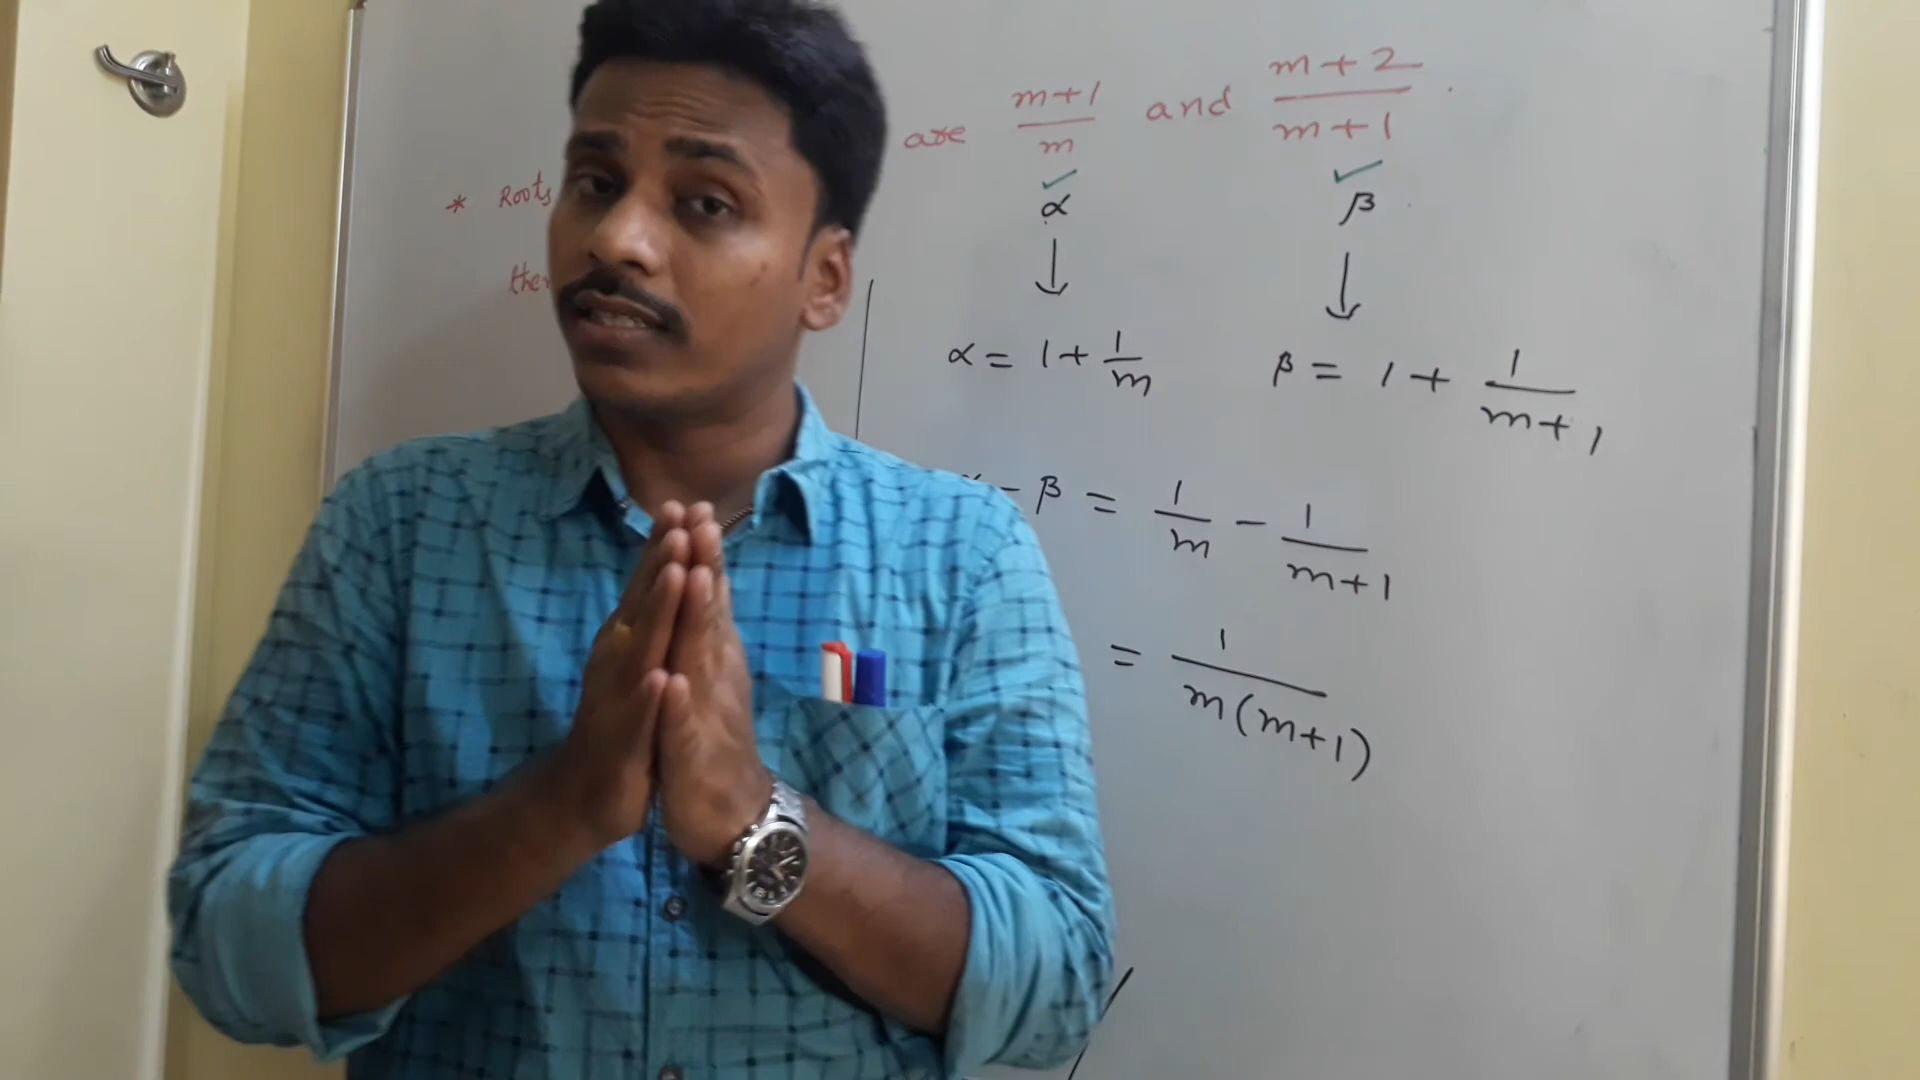 * Roots are m+1/m and m+2/m+1.
α β
α = 1 + 1/m β = 1 + 1/m+1
- β = 1/m - 1/m+1
= 1/m(m+1)